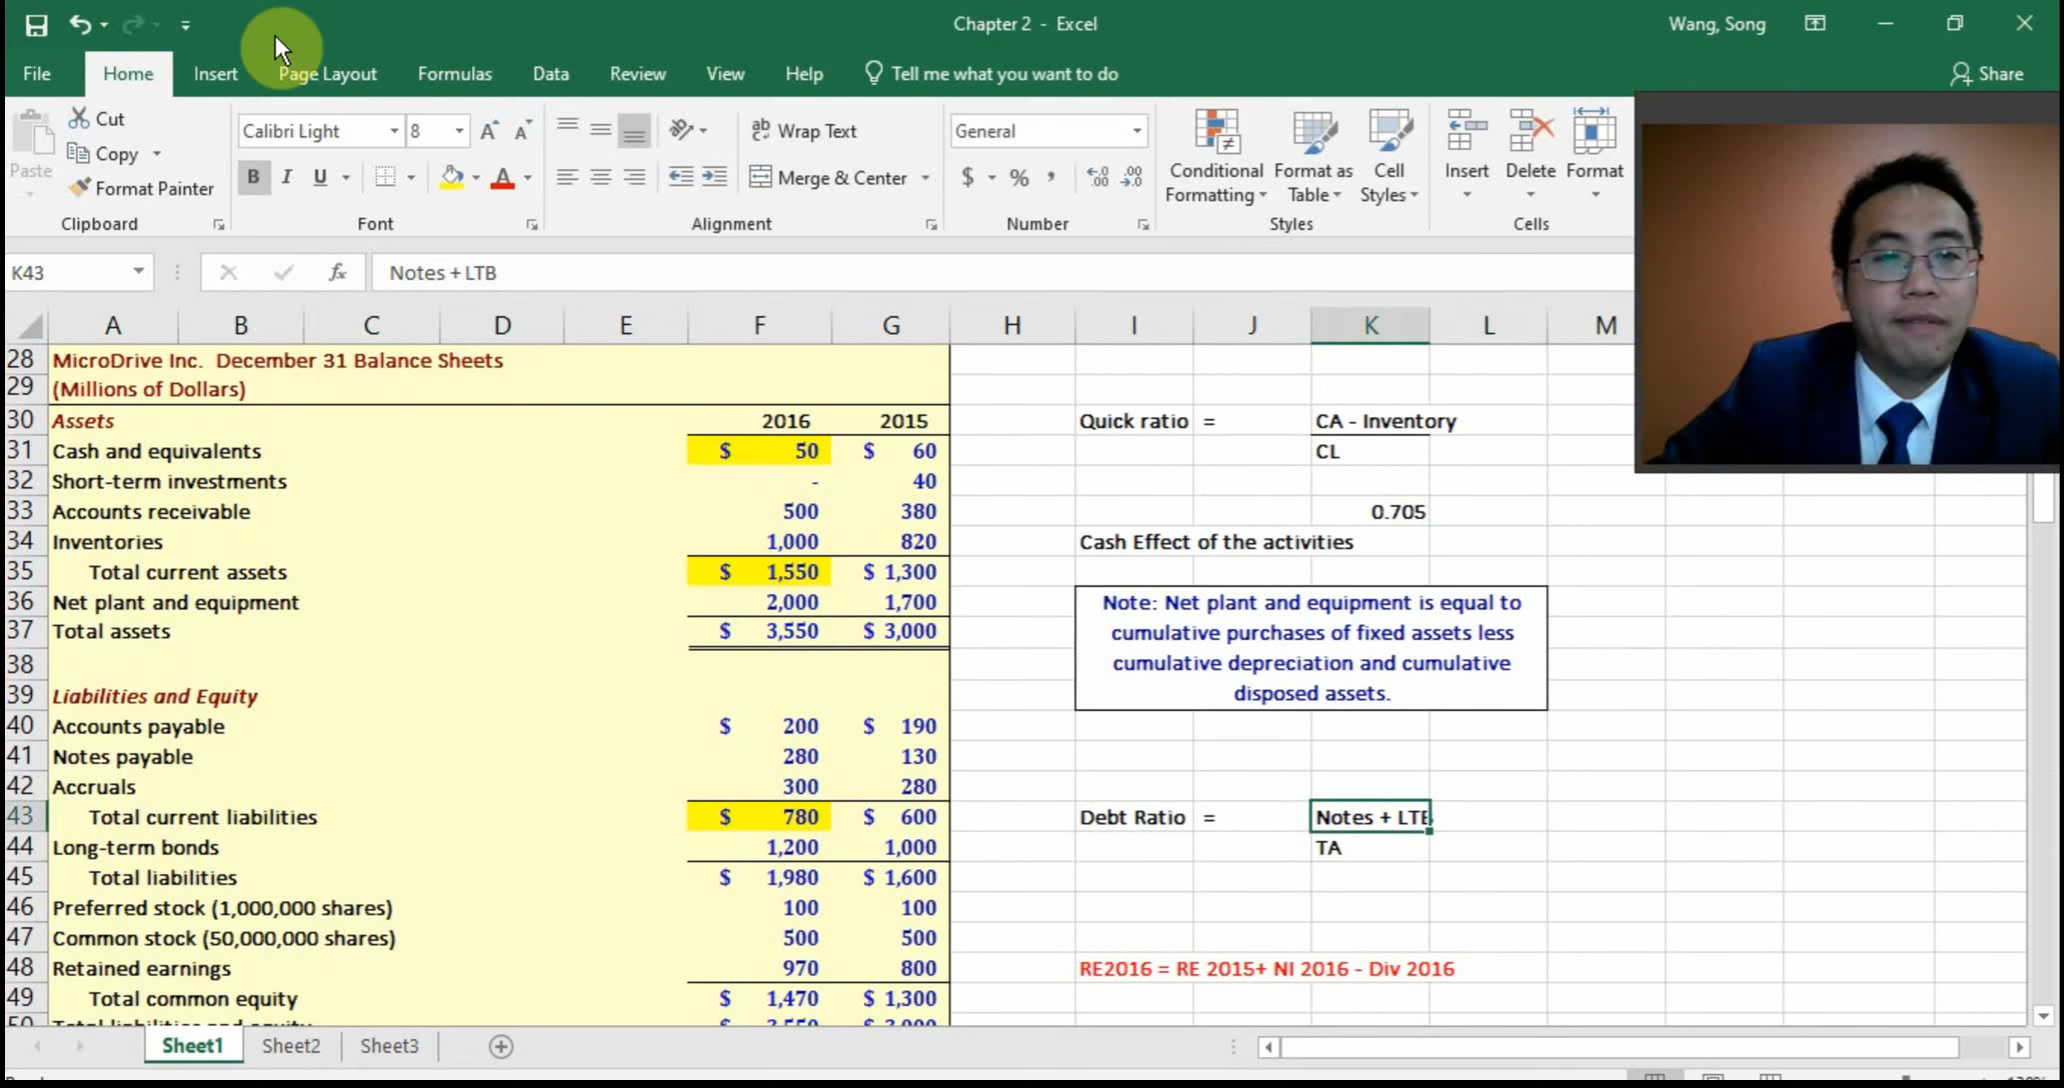 Chapter 2 - Excel
Wang, Song
File Home Insert Page Layout Formulas Data Review View Help Tell me what you want to do Share
Cut
Copy
Format Painter
Paste
Clipboard
Calibri Light 8
B I U A
Font
Wrap Text
Merge & Center
Alignment
General
$ % ,
Number
Conditional Formatting
Format as Table
Cell Styles
Styles
Insert Delete Format
Cells
K43 fx Notes + LTB
A B C D E F G H I J K L M
28 MicroDrive Inc. December 31 Balance Sheets
29 (Millions of Dollars)
30 Assets 2016 2015 Quick ratio = CA - Inventory
31 Cash and equivalents $ 50 $ 60 CL
32 Short-term investments - 40
33 Accounts receivable 500 380 0.705
34 Inventories 1,000 820 Cash Effect of the activities
35 Total current assets $ 1,550 $ 1,300
36 Net plant and equipment 2,000 1,700 Note: Net plant and equipment is equal to
37 Total assets $ 3,550 $ 3,000 cumulative purchases of fixed assets less
38 cumulative depreciation and cumulative
39 Liabilities and Equity disposed assets.
40 Accounts payable $ 200 $ 190
41 Notes payable 280 130
42 Accruals 300 280
43 Total current liabilities $ 780 $ 600 Debt Ratio = Notes + LTB
44 Long-term bonds 1,200 1,000 TA
45 Total liabilities $ 1,980 $ 1,600
46 Preferred stock (1,000,000 shares) 100 100
47 Common stock (50,000,000 shares) 500 500
48 Retained earnings 970 800 RE2016 = RE 2015+ NI 2016 - Div 2016
49 Total common equity $ 1,470 $ 1,300
Sheet1 Sheet2 Sheet3